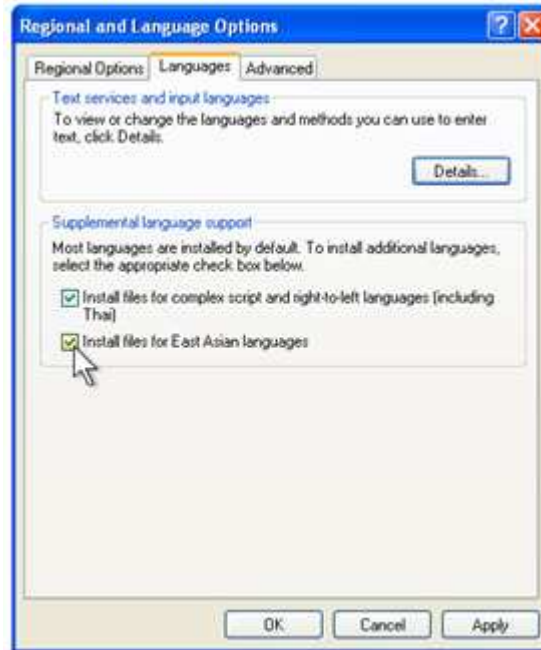 Regional and Language Options
Regional Options Languages Advanced
Text services and input languages
To view or change the languages and methods you can use to enter
text, click Details.
Details...
Supplemental language support
Most languages are installed by default. To install additional languages,
select the appropriate check box below.
Install files for complex script and right-to-left languages (including
Thai)
Install files for East Asian languages
OK Cancel Apply